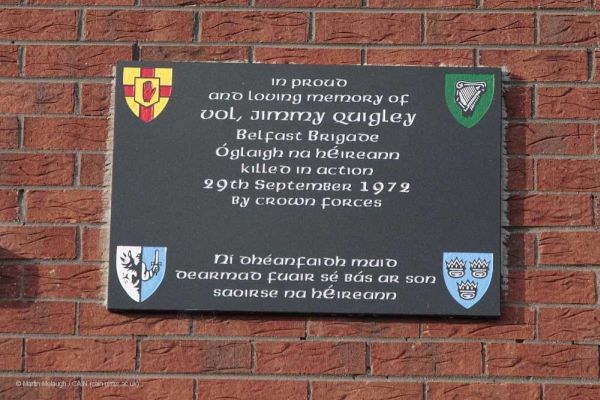 In proud
and loving memory of
Vol, Jimmy Quigley
Belfast Brigade
Óglaigh na hÉireann
killed in action
29th September 1972
By crown forces
Ní dhéanfaidh muid
dearmad fuair sé bás ar son
saoirse na hÉireann
© Martin Melaugh / CAIN (cain.ulster.ac.uk)